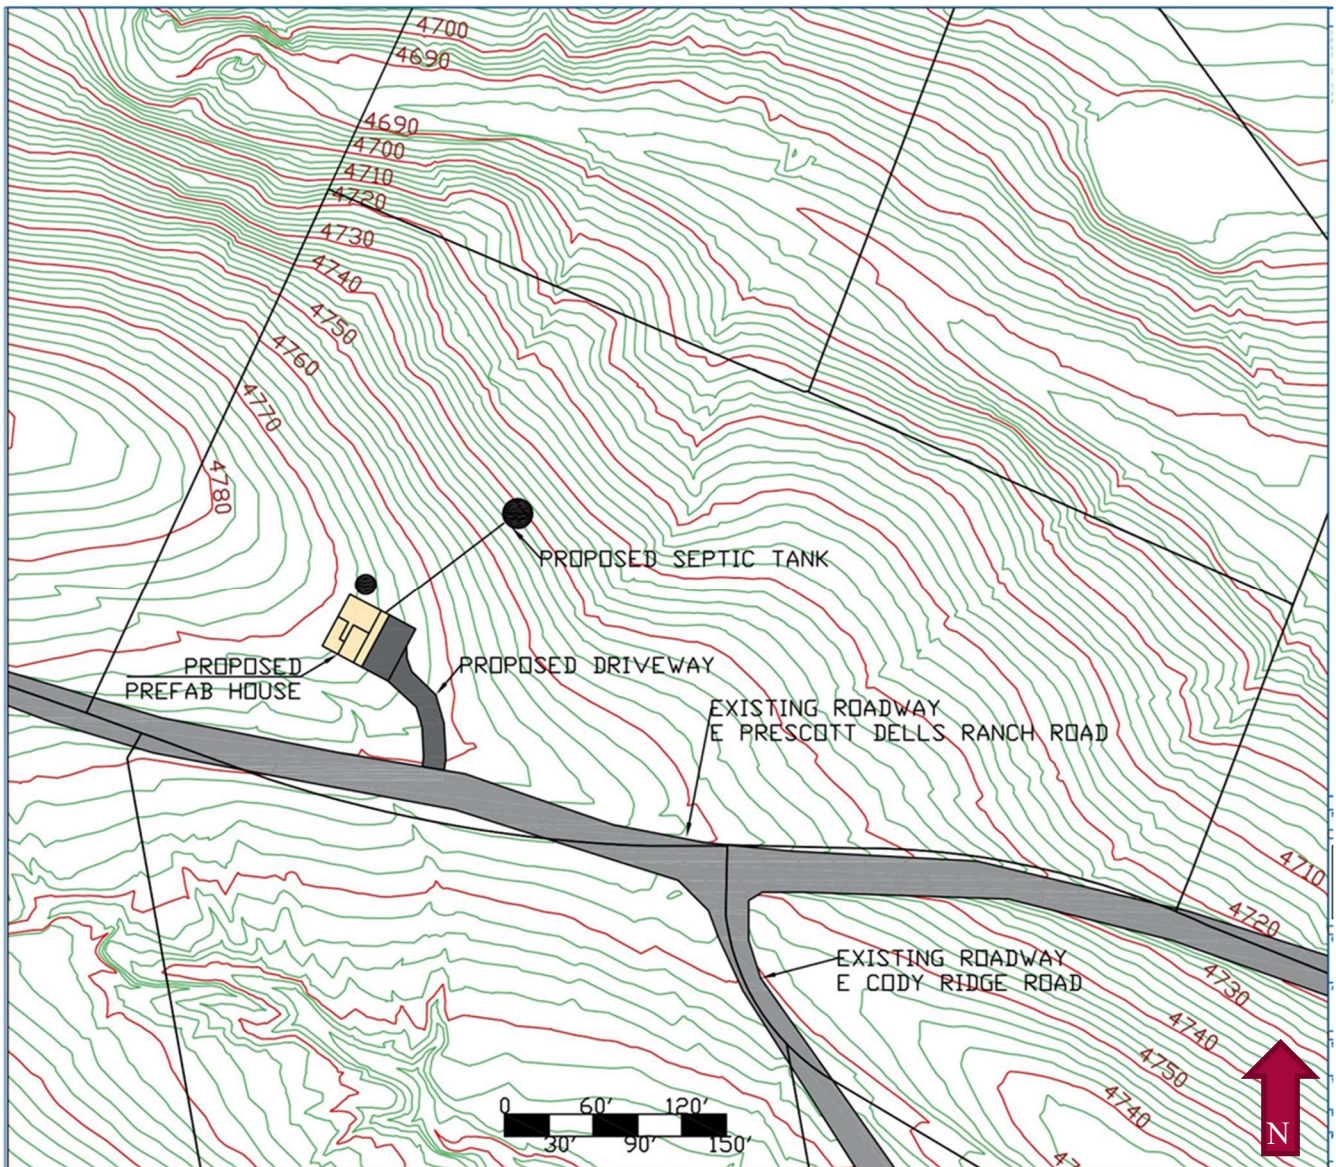 4700
4690
4690
4700
4710
4720
4730
4740
4750
4760
4770
4780
PROPOSED SEPTIC TANK
PROPOSED
PREFAB HOUSE
PROPOSED DRIVEWAY
EXISTING ROADWAY
E PRESCOTT DELLS RANCH ROAD
4710
4720
EXISTING ROADWAY
E CODY RIDGE ROAD
4730
4740
4750
4740
47
0 60' 120'
30' 90' 150'
N